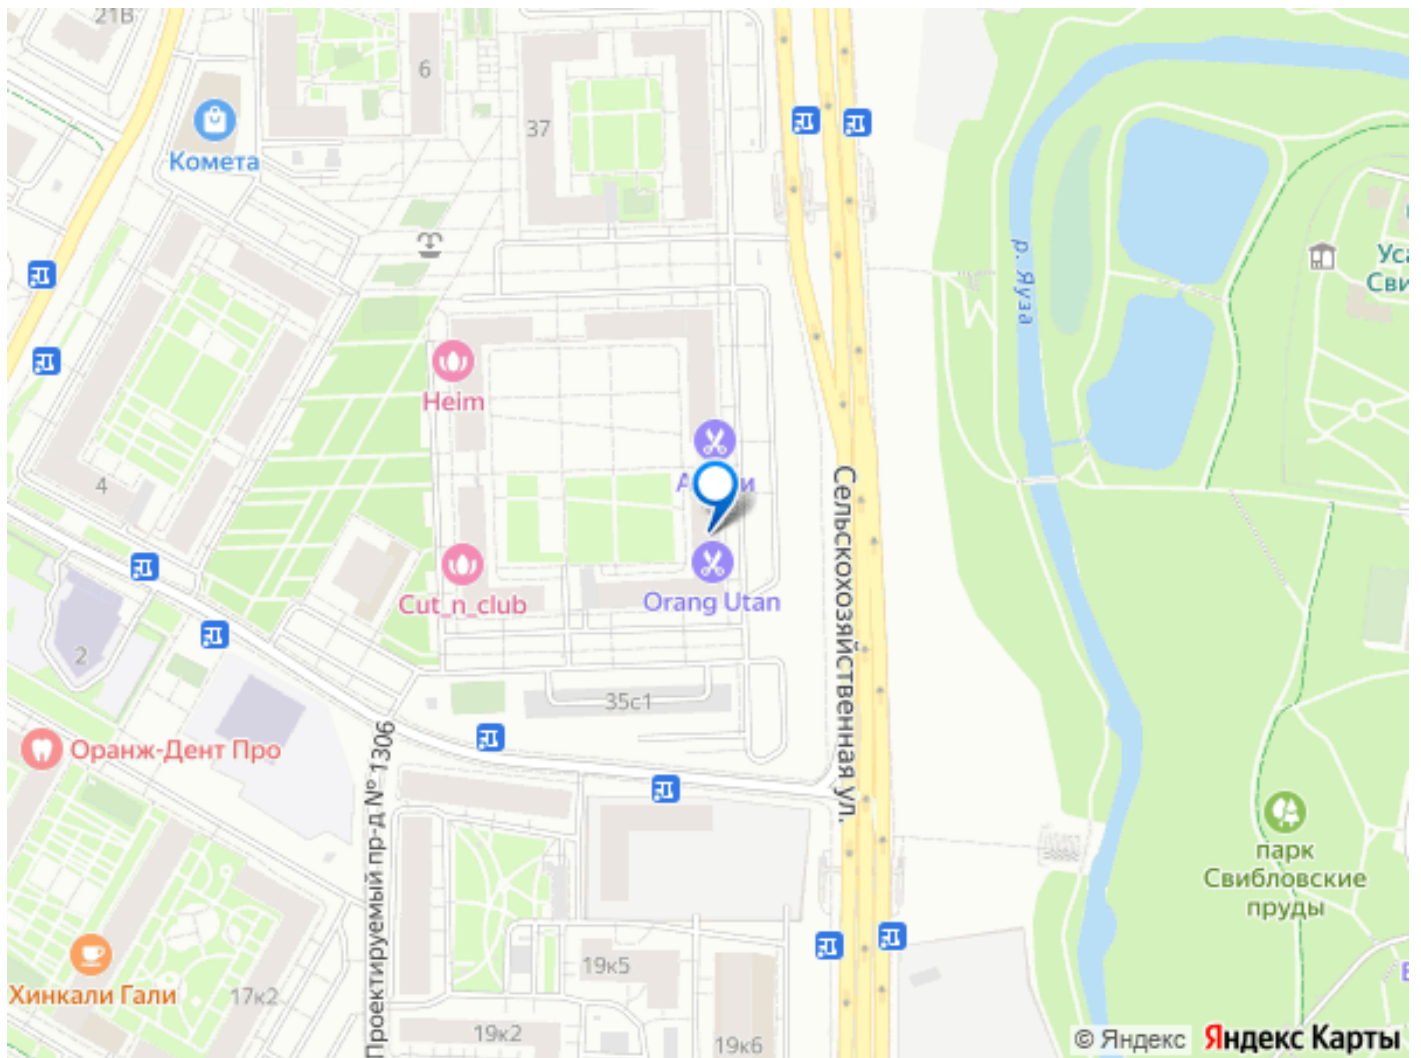 21В
6
Комета
37
р. Яуза
Heim
4
Сельскохозяйственная ул.
Cut_n_club
Orang Utan
2
35с1
Оранж-Дент Про
Проектируемый пр-д № 1306
парк
Свибловские
пруды
Хинкали Гали
17к2
19к5
19к2
19к6
© Яндекс Яндекс Карты